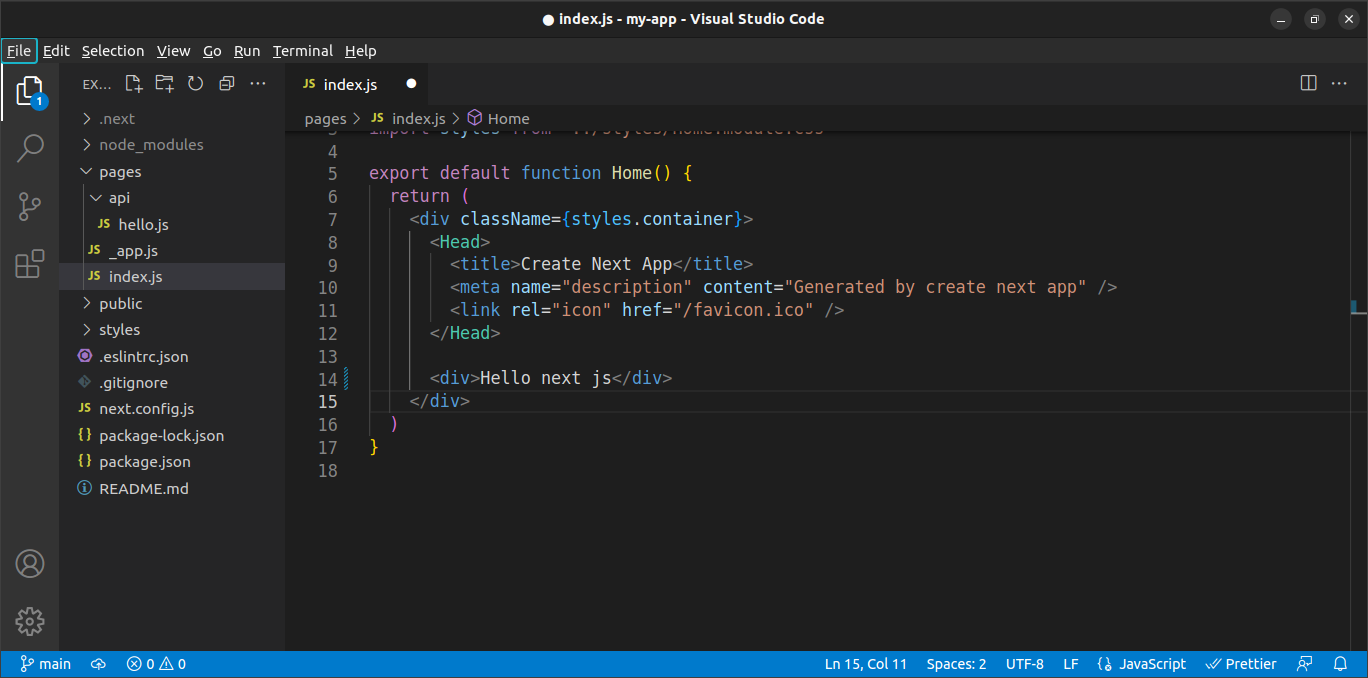 ● index.js - my-app - Visual Studio Code
File Edit Selection View Go Run Terminal Help
EX...
JS index.js
pages > JS index.js > Home
.next
node_modules
pages
api
JS hello.js
JS _app.js
JS index.js
public
styles
.eslintrc.json
.gitignore
JS next.config.js
{} package-lock.json
{} package.json
README.md
1
4
5 export default function Home() {
6 return (
7 <div className={styles.container}>
8 <Head>
9 <title>Create Next App</title>
10 <meta name="description" content="Generated by create next app" />
11 <link rel="icon" href="/favicon.ico" />
12 </Head>
13
14 <div>Hello next js</div>
15 </div>
16 )
17 }
18
main 0 0 Ln 15, Col 11 Spaces: 2 UTF-8 LF JavaScript Prettier